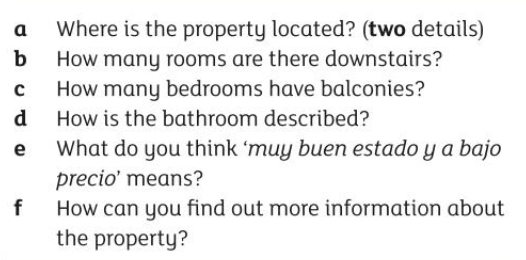 a Where is the property located? (two details)
b How many rooms are there downstairs?
c How many bedrooms have balconies?
d How is the bathroom described?
e What do you think ‘muy buen estado y a bajo
precio’ means?
f How can you find out more information about
the property?